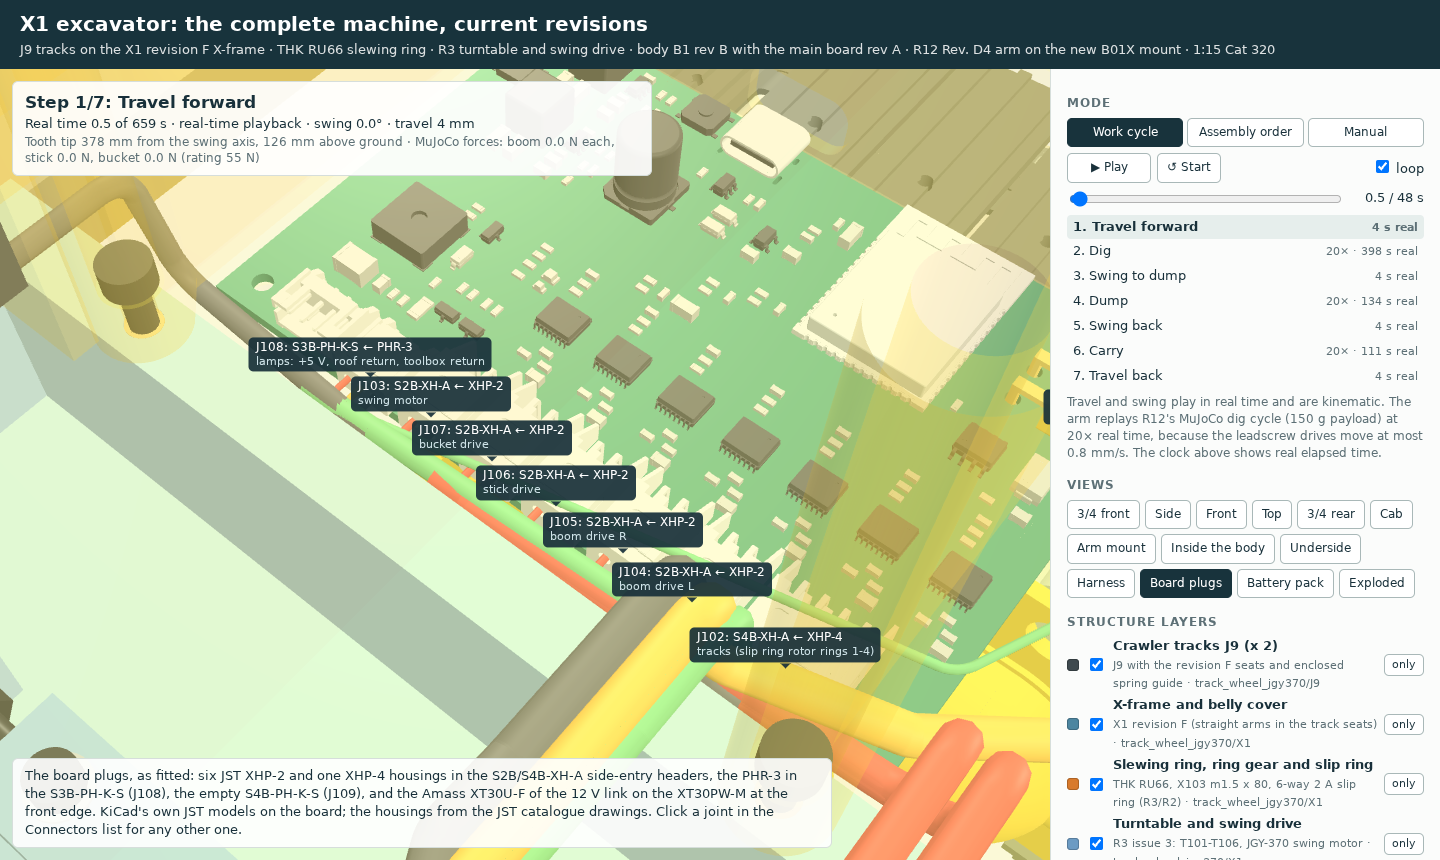 X1 excavator: the complete machine, current revisions
J9 tracks on the X1 revision F X-frame · THK RU66 slewing ring · R3 turntable and swing drive · body B1 rev B with the main board rev A · R12 Rev. D4 arm on the new B01X mount · 1:15 Cat 320
Step 1/7: Travel forward
Real time 0.5 of 659 s · real-time playback · swing 0.0° · travel 4 mm
Tooth tip 378 mm from the swing axis, 126 mm above ground · MuJoCo forces: boom 0.0 N each,
stick 0.0 N, bucket 0.0 N (rating 55 N)
J108: S3B-PH-K-S ← PHR-3
lamps: +5 V, roof return, toolbox return
J103: S2B-XH-A ← XHP-2
swing motor
J107: S2B-XH-A ← XHP-2
bucket drive
J106: S2B-XH-A ← XHP-2
stick drive
J105: S2B-XH-A ← XHP-2
boom drive R
J104: S2B-XH-A ← XHP-2
boom drive L
J102: S4B-XH-A ← XHP-4
tracks (slip ring rotor rings 1-4)
The board plugs, as fitted: six JST XHP-2 and one XHP-4 housings in the S2B/S4B-XH-A side-entry headers, the PHR-3 in
the S3B-PH-K-S (J108), the empty S4B-PH-K-S (J109), and the Amass XT30U-F of the 12 V link on the XT30PW-M at the
front edge. KiCad's own JST models on the board; the housings from the JST catalogue drawings. Click a joint in the
Connectors list for any other one.
MODE
Work cycle
Assembly order
Manual
▶ Play
↺ Start
loop
0.5 / 48 s
1. Travel forward 4 s real
2. Dig 20× · 398 s real
3. Swing to dump 4 s real
4. Dump 20× · 134 s real
5. Swing back 4 s real
6. Carry 20× · 111 s real
7. Travel back 4 s real
Travel and swing play in real time and are kinematic. The
arm replays R12's MuJoCo dig cycle (150 g payload) at
20× real time, because the leadscrew drives move at most
0.8 mm/s. The clock above shows real elapsed time.
VIEWS
3/4 front
Side
Front
Top
3/4 rear
Cab
Arm mount
Inside the body
Underside
Harness
Board plugs
Battery pack
Exploded
STRUCTURE LAYERS
Crawler tracks J9 (x 2)
J9 with the revision F seats and enclosed
spring guide · track_wheel_jgy370/J9
only
X-frame and belly cover
X1 revision F (straight arms in the track seats)
· track_wheel_jgy370/X1
only
Slewing ring, ring gear and slip ring
THK RU66, X103 m1.5 x 80, 6-way 2 A slip
ring (R3/R2) · track_wheel_jgy370/X1
only
Turntable and swing drive
R3 issue 3: T101-T106, JGY-370 swing motor ·
only